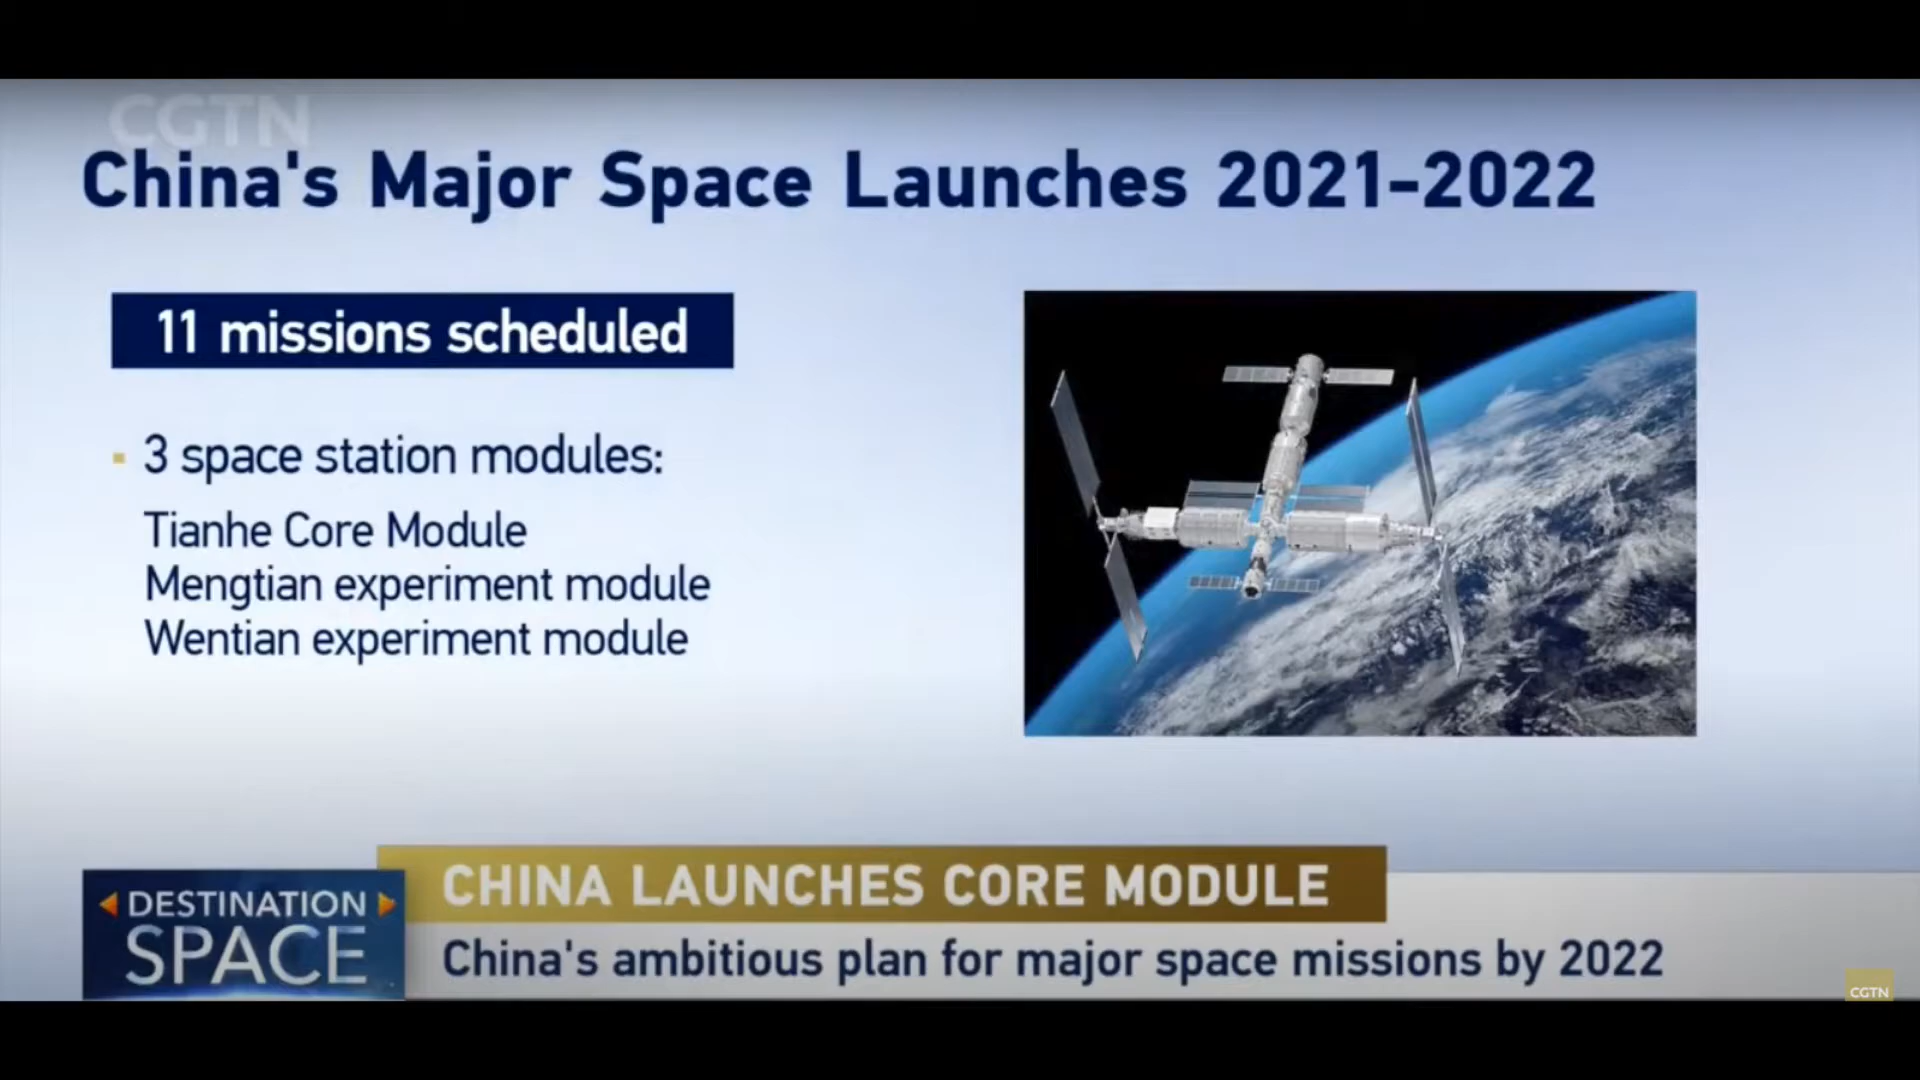 CGTN
China's Major Space Launches 2021-2022
11 missions scheduled
3 space station modules:
Tianhe Core Module
Mengtian experiment module
Wentian experiment module
DESTINATION
SPACE
CHINA LAUNCHES CORE MODULE
China's ambitious plan for major space missions by 2022
CGTN